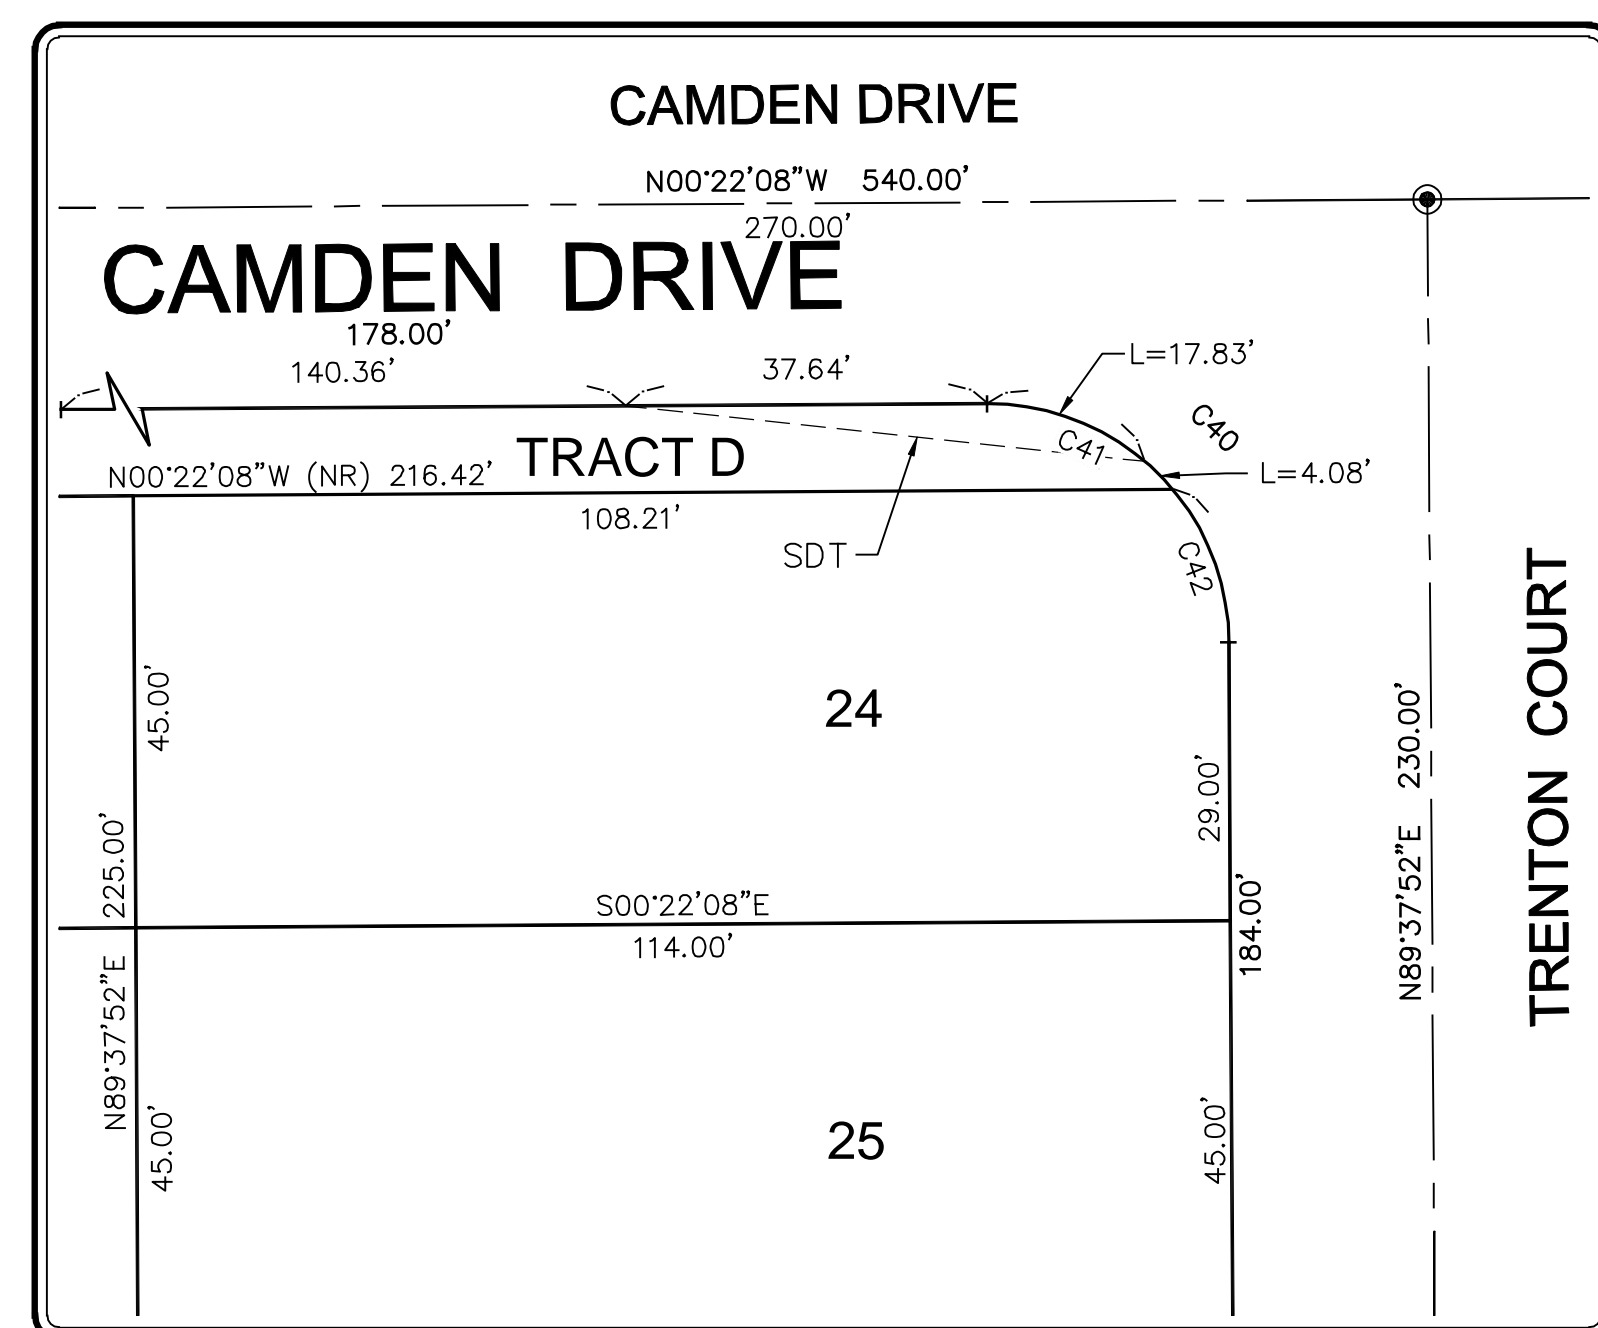 CAMDEN DRIVE
N00°22'08"W 540.00'
270.00'
CAMDEN DRIVE
178.00'
140.36'
37.64'
L=17.83'
C40
C41
TRACT D
N00°22'08"W (NR) 216.42'
L=4.08'
108.21'
SDT
C42
45.00'
24
29.00'
230.00'
N89°37'52"E
TRENTON COURT
225.00'
N89°37'52"E
S00°22'08"E
114.00'
184.00'
45.00'
25
45.00'